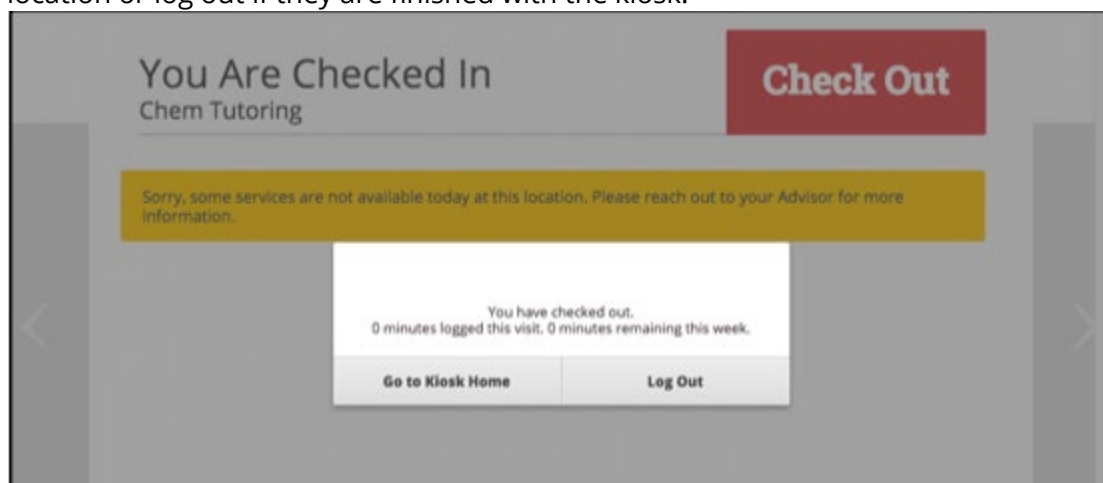 location or log out if they are finished with the kiosk.
You Are Checked In
Check Out
Chem Tutoring
Sorry, some services are not available today at this location. Please reach out to your Advisor for more
information.
You have checked out.
0 minutes logged this visit. 0 minutes remaining this week.
Go to Kiosk Home
Log Out